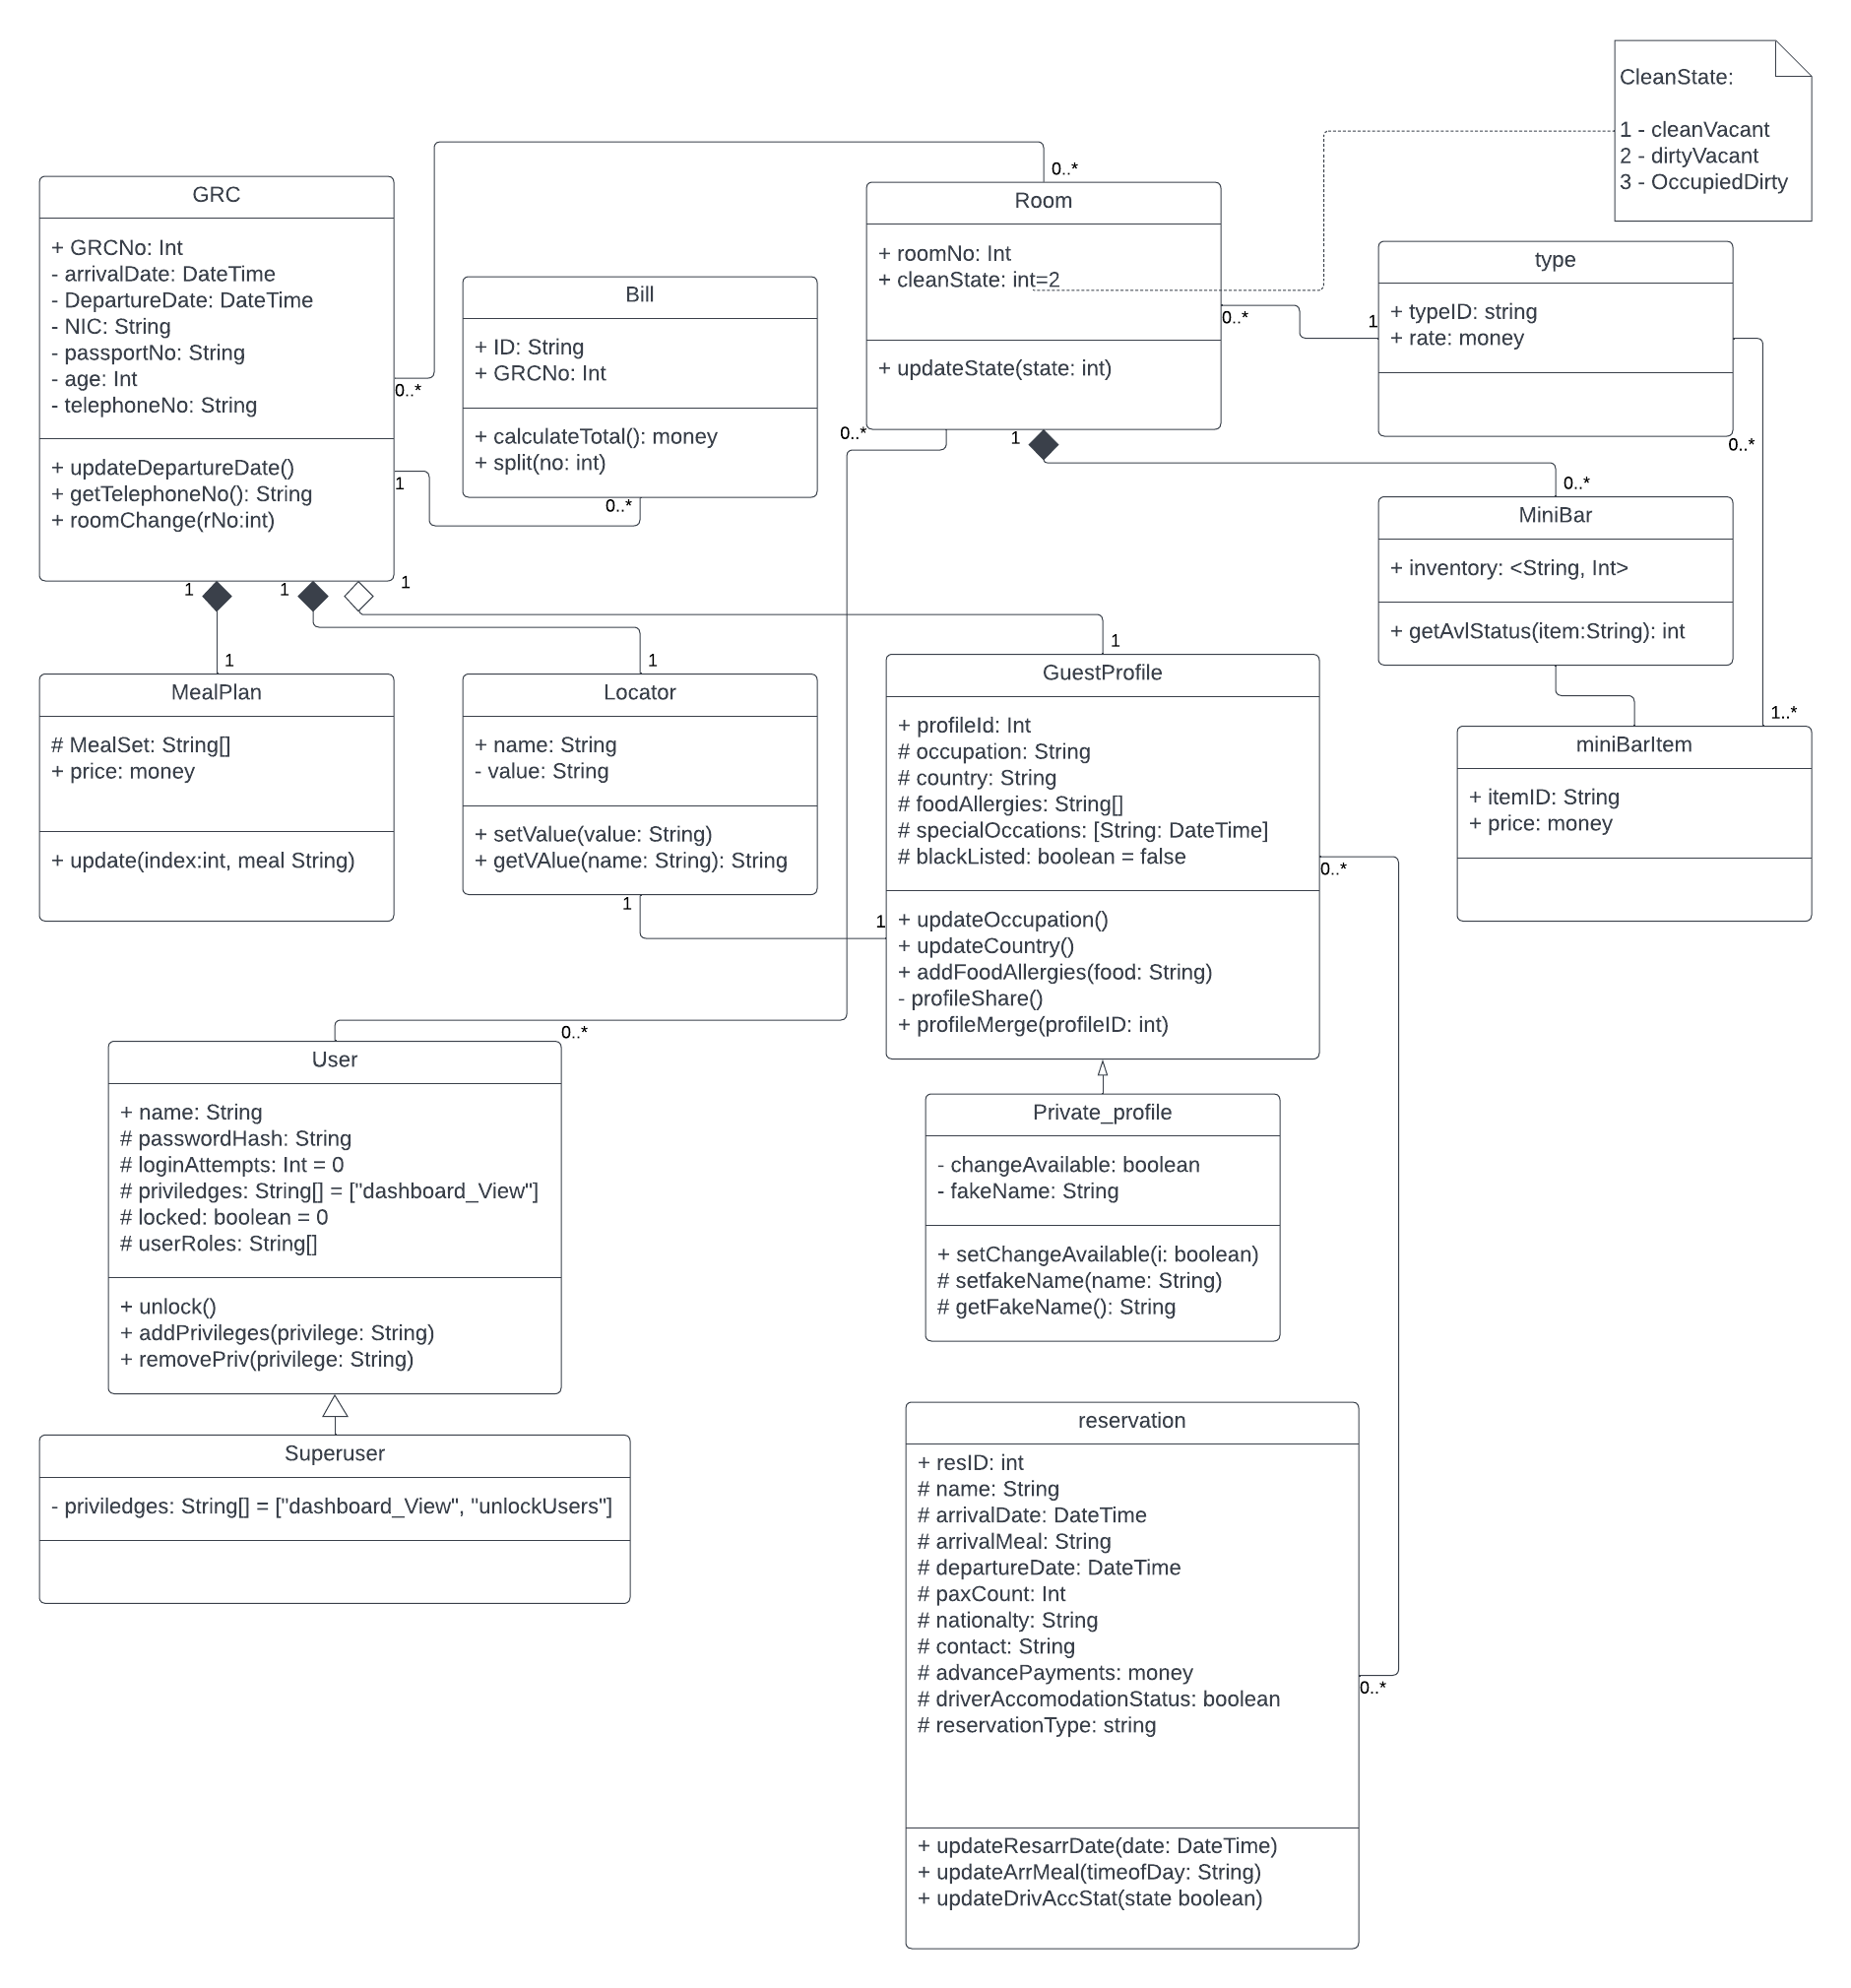 CleanState:
1 - cleanVacant
2 - dirtyVacant
3 - OccupiedDirty
GRC
+ GRCNo: Int
- arrivalDate: DateTime
- DepartureDate: DateTime
- NIC: String
- passportNo: String
- age: Int
- telephoneNo: String
+ updateDepartureDate()
+ getTelephoneNo(): String
+ roomChange(rNo:int)
0..*
1
1
1
1
Bill
+ ID: String
+ GRCNo: Int
+ calculateTotal(): money
+ split(no: int)
0..*
0..*
Room
+ roomNo: Int
+ cleanState: int=2
+ updateState(state: int)
0..*
0..*
1
1
type
+ typeID: string
+ rate: money
0..*
0..*
MiniBar
+ inventory: <String, Int>
+ getAvlStatus(item:String): int
1..*
miniBarItem
+ itemID: String
+ price: money
1
MealPlan
# MealSet: String[]
+ price: money
+ update(index:int, meal String)
1
Locator
+ name: String
- value: String
+ setValue(value: String)
+ getVAlue(name: String): String
1
1
1
GuestProfile
+ profileId: Int
# occupation: String
# country: String
# foodAllergies: String[]
# specialOccations: [String: DateTime]
# blackListed: boolean = false
+ updateOccupation()
+ updateCountry()
+ addFoodAllergies(food: String)
- profileShare()
+ profileMerge(profileID: int)
0..*
0..*
User
+ name: String
# passwordHash: String
# loginAttempts: Int = 0
# priviledges: String[] = ["dashboard_View"]
# locked: boolean = 0
# userRoles: String[]
+ unlock()
+ addPrivileges(privilege: String)
+ removePriv(privilege: String)
Private_profile
- changeAvailable: boolean
- fakeName: String
+ setChangeAvailable(i: boolean)
# setfakeName(name: String)
# getFakeName(): String
Superuser
- priviledges: String[] = ["dashboard_View", "unlockUsers"]
reservation
+ resID: int
# name: String
# arrivalDate: DateTime
# arrivalMeal: String
# departureDate: DateTime
# paxCount: Int
# nationalty: String
# contact: String
# advancePayments: money
# driverAccomodationStatus: boolean
# reservationType: string
0..*
+ updateResarrDate(date: DateTime)
+ updateArrMeal(timeofDay: String)
+ updateDrivAccStat(state boolean)